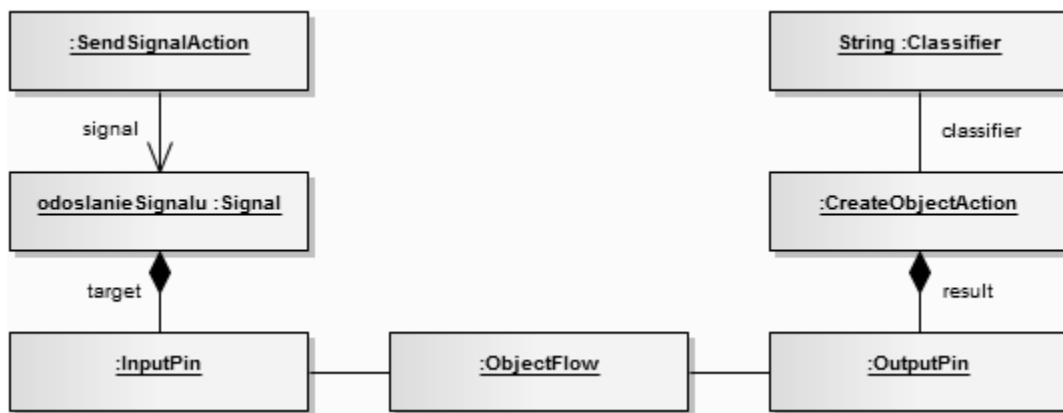 :SendSignalAction
String :Classifier
signal
classifier
odoslanieSignalu :Signal
:CreateObjectAction
target
result
:InputPin
:ObjectFlow
:OutputPin